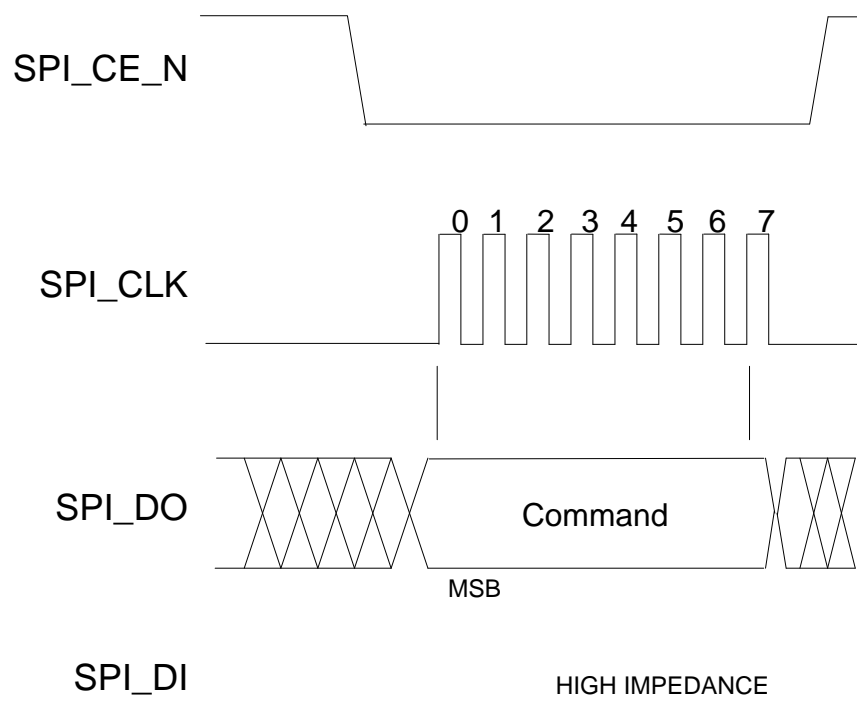 SPI_CE_N
0 1 2 3 4 5 6 7
SPI_CLK
SPI_DO
Command
MSB
SPI_DI
HIGH IMPEDANCE